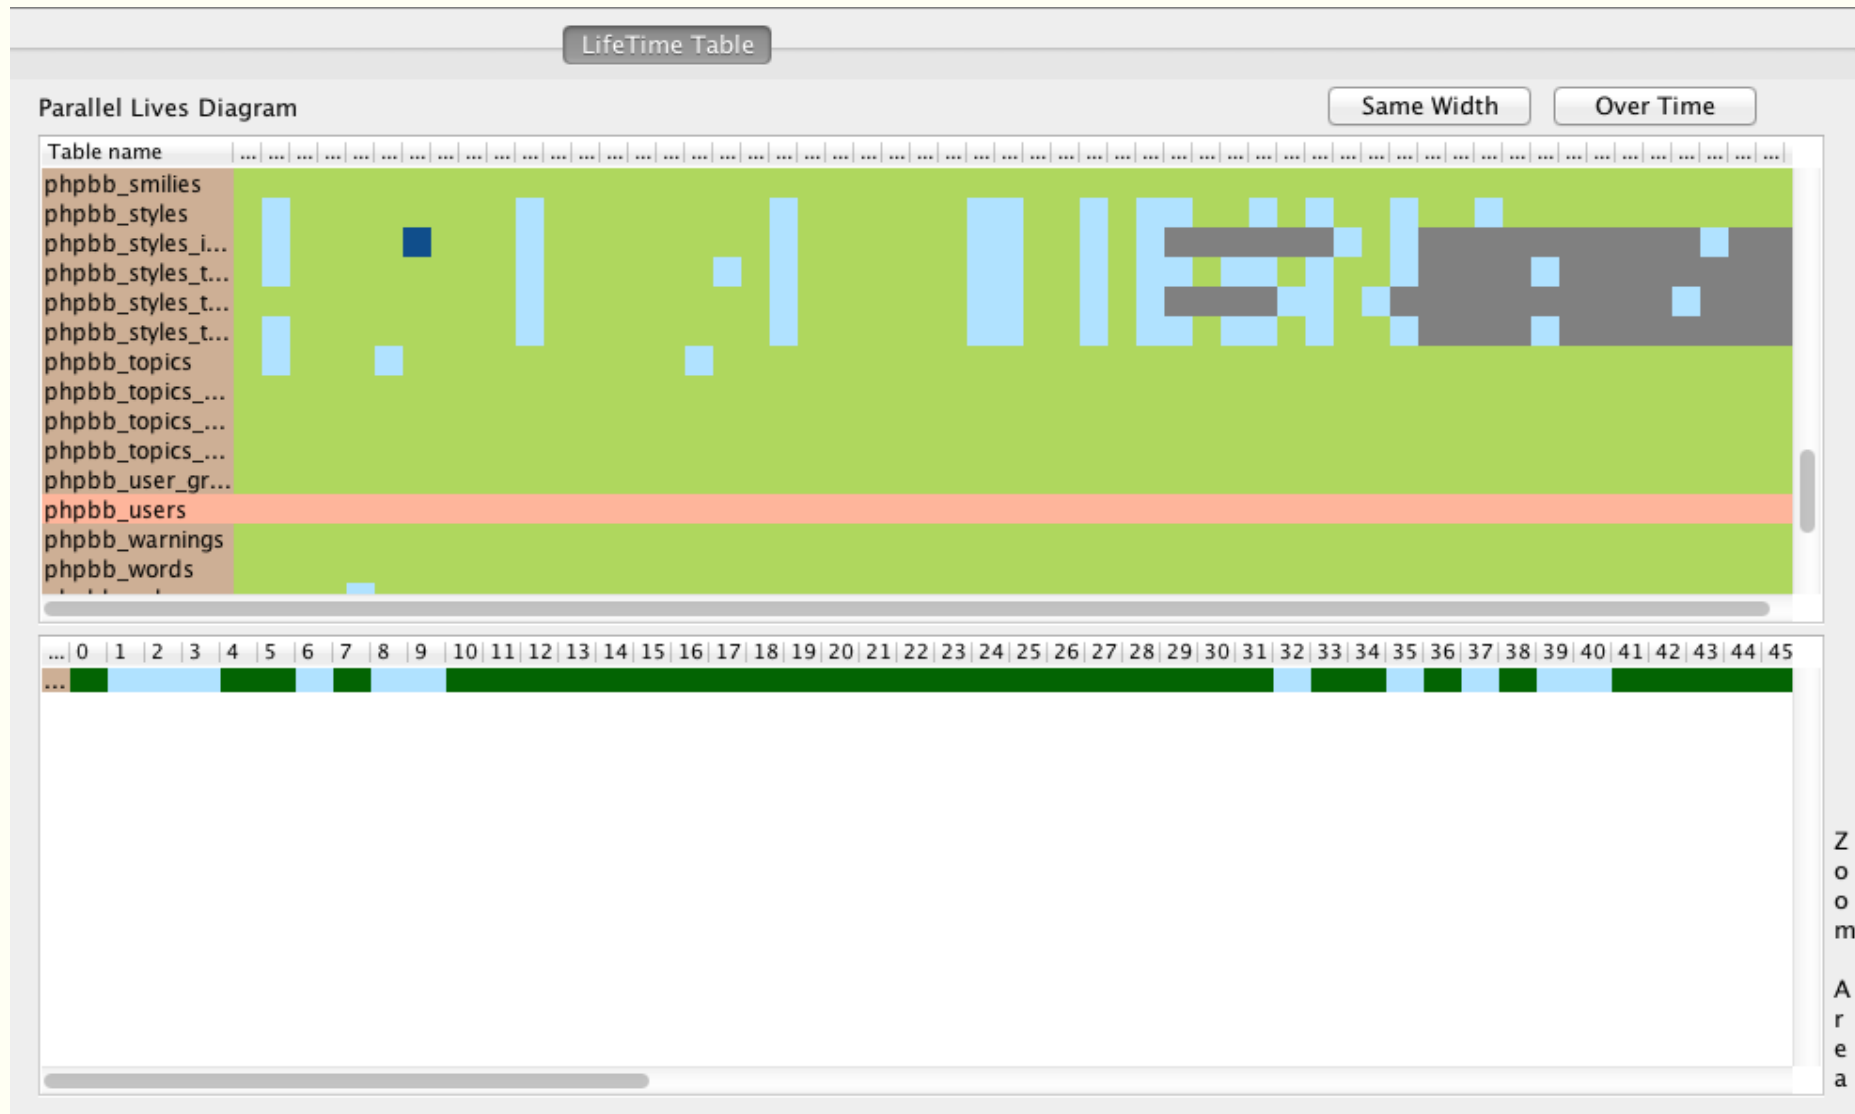 LifeTime Table
Parallel Lives Diagram
Same Width
Over Time
Table name ... ... ... ... ... ... ... ... ... ... ... ... ... ... ... ... ... ... ... ... ... ... ... ... ... ... ... ... ... ... ... ... ... ... ... ... ... ... ... ... ... ... ... ... ... ... ... ... ... ... ... ... ... ... ...
phpbb_smilies
phpbb_styles
phpbb_styles_i...
phpbb_styles_t...
phpbb_styles_t...
phpbb_styles_t...
phpbb_topics
phpbb_topics_...
phpbb_topics_...
phpbb_topics_...
phpbb_user_gr...
phpbb_users
phpbb_warnings
phpbb_words
... 0 1 2 3 4 5 6 7 8 9 10 11 12 13 14 15 16 17 18 19 20 21 22 23 24 25 26 27 28 29 30 31 32 33 34 35 36 37 38 39 40 41 42 43 44 45
...
Zoom Area